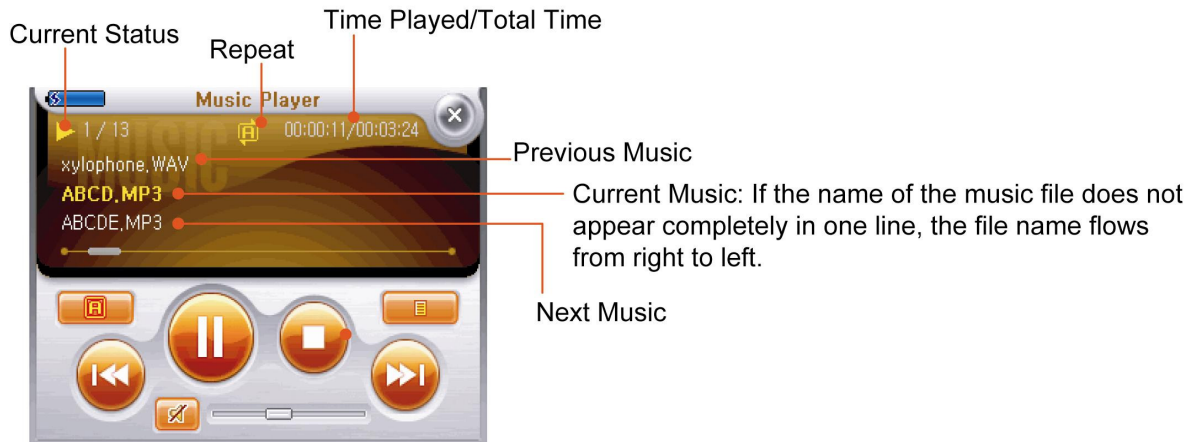 Time Played/Total Time
Current Status
Repeat
Music Player
1 / 13
A
00:00:11/00:03:24
MUSIC
xylophone.WAV
Previous Music
ABCD.MP3
Current Music: If the name of the music file does not
appear completely in one line, the file name flows
from right to left.
ABCDE.MP3
Next Music
A